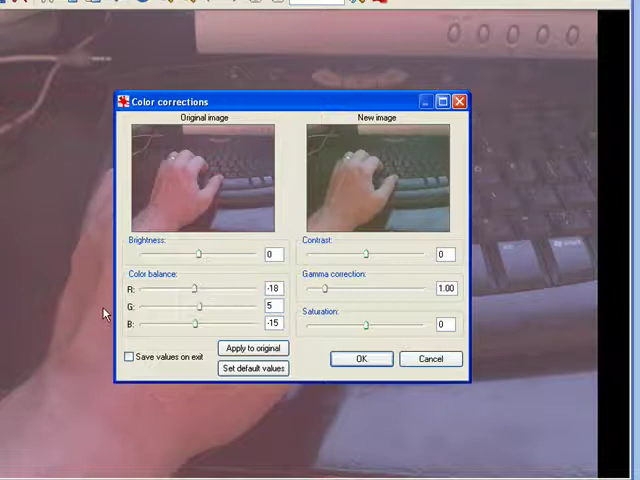 Color corrections
Original image
New image
Brightness:
0
Contrast:
0
Color balance:
R:
-18
G:
5
B:
-15
Gamma correction:
1.00
Saturation:
0
Save values on exit
Apply to original
Set default values
OK
Cancel